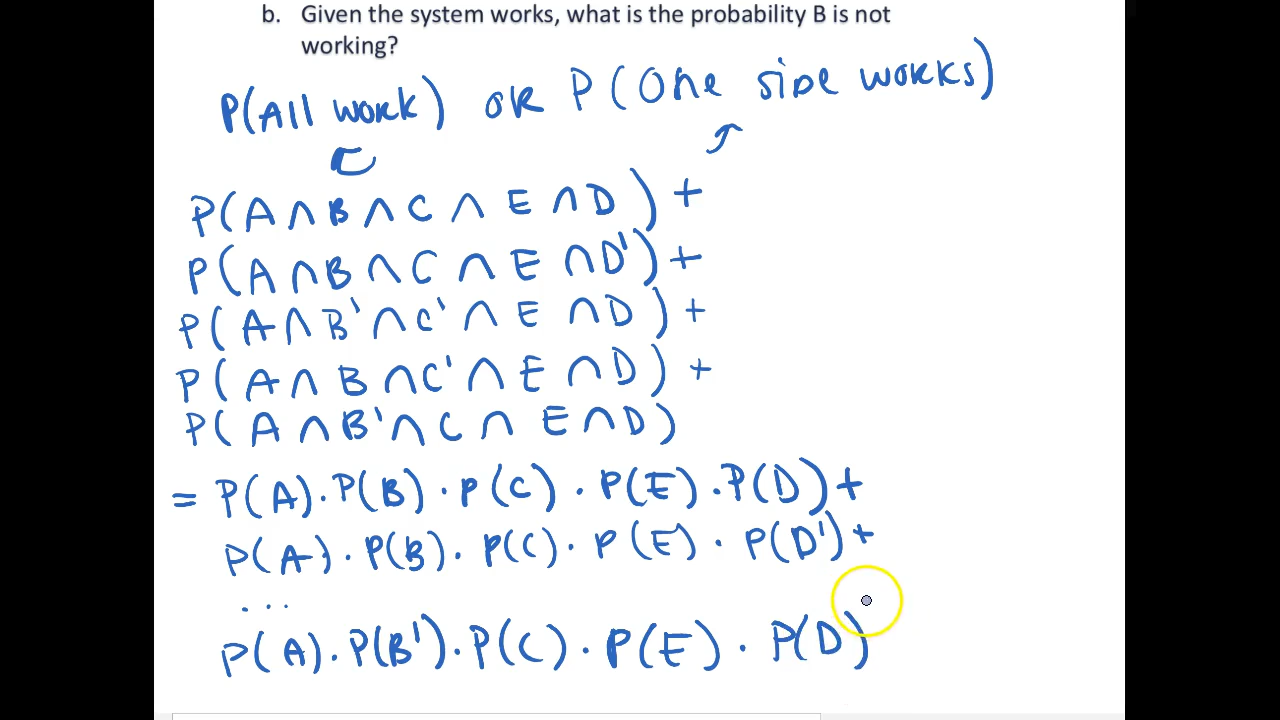 b. Given the system works, what is the probability B is not
working?
P(All work) or P(One side works)
P(A∩B∩C∩E∩D)+
P(A∩B∩C∩E∩D')+
P(A∩B'∩C'∩E∩D)+
P(A∩B∩C'∩E∩D)+
P(A∩B'∩C∩E∩D)
= P(A)·P(B)·P(C)·P(E)·P(D)+
P(A)·P(B)·P(C)·P(E)·P(D')+
...
P(A)·P(B')·P(C)·P(E)·P(D)